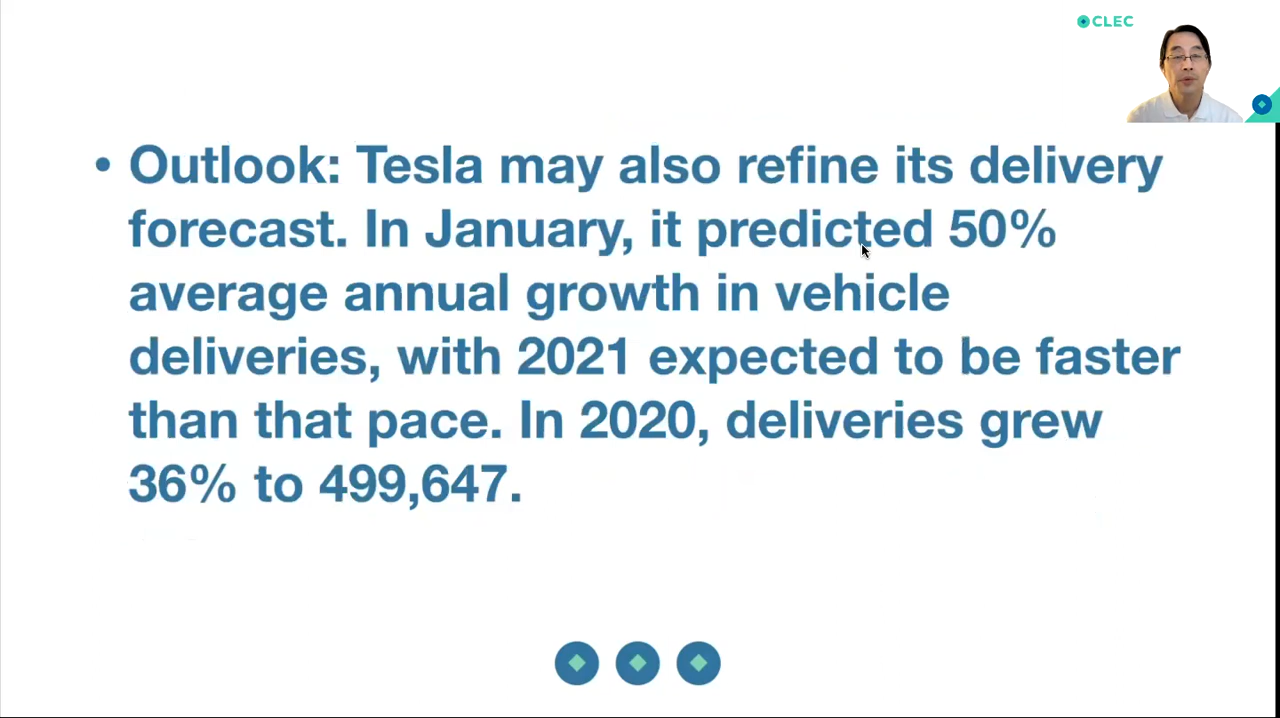 CLEC
• Outlook: Tesla may also refine its delivery
forecast. In January, it predicted 50%
average annual growth in vehicle
deliveries, with 2021 expected to be faster
than that pace. In 2020, deliveries grew
36% to 499,647.